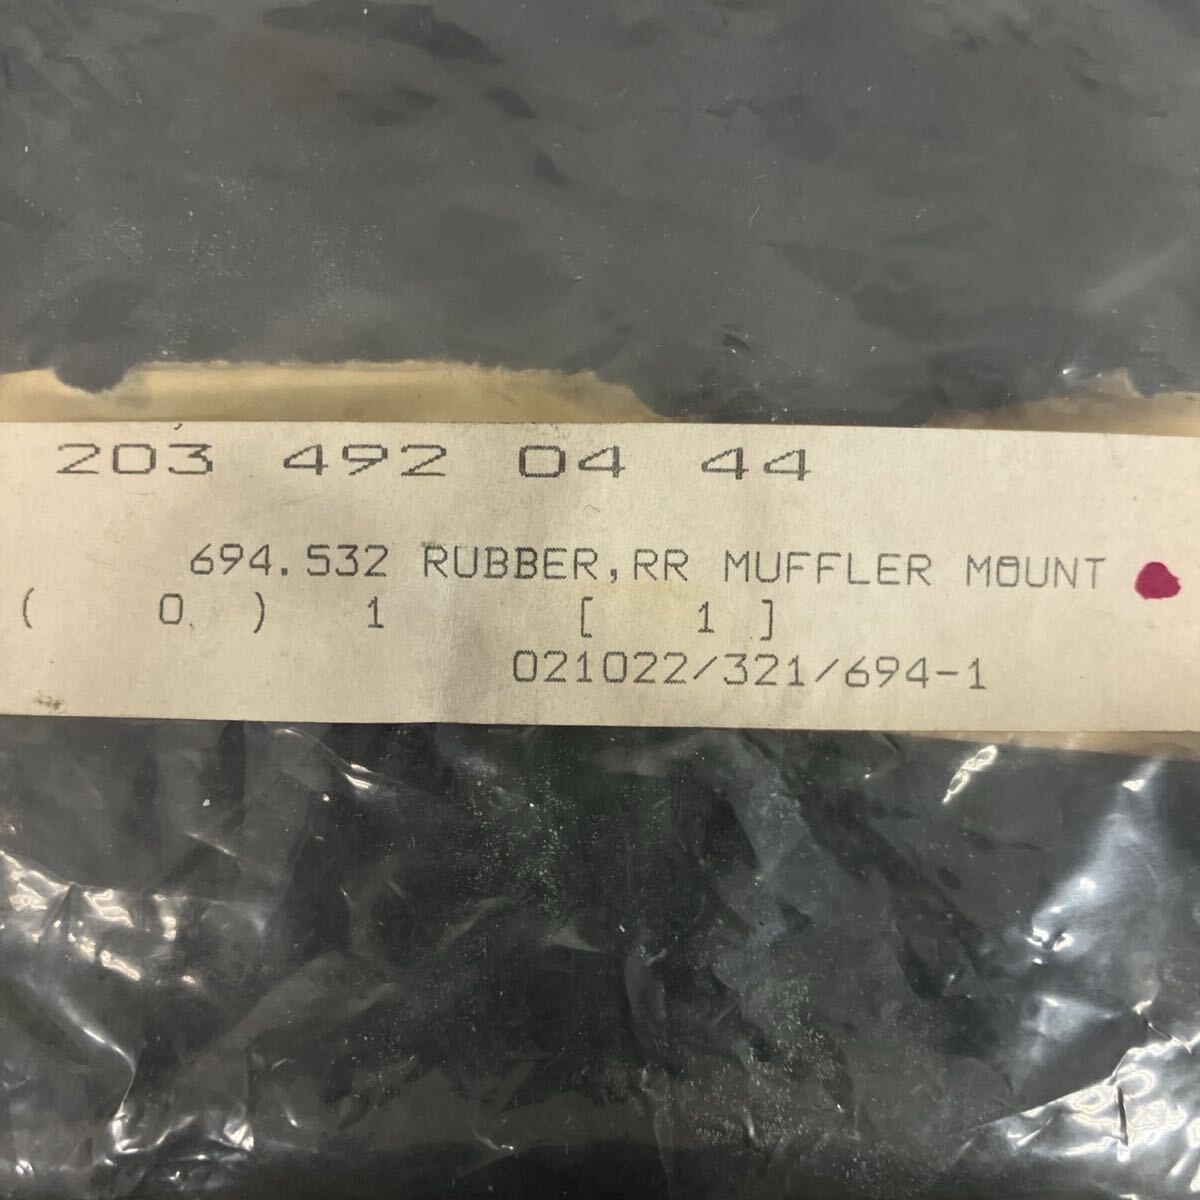 203 492 04 44
694.532 RUBBER,RR MUFFLER MOUNT
( 0 ) 1 [ 1 ]
021022/321/694-1